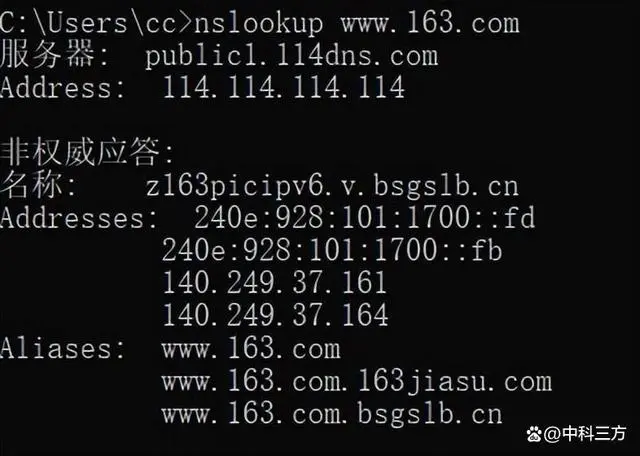 C:\Users\cc>nslookup www.163.com
服务器:  public1.114dns.com
Address:  114.114.114.114
非权威应答:
名称:    z163picipv6.v.bsgslb.cn
Addresses:  240e:928:101:1700::fd
240e:928:101:1700::fb
140.249.37.161
140.249.37.164
Aliases:  www.163.com
www.163.com.163jiasu.com
www.163.com.bsgslb.cn
@中科三方